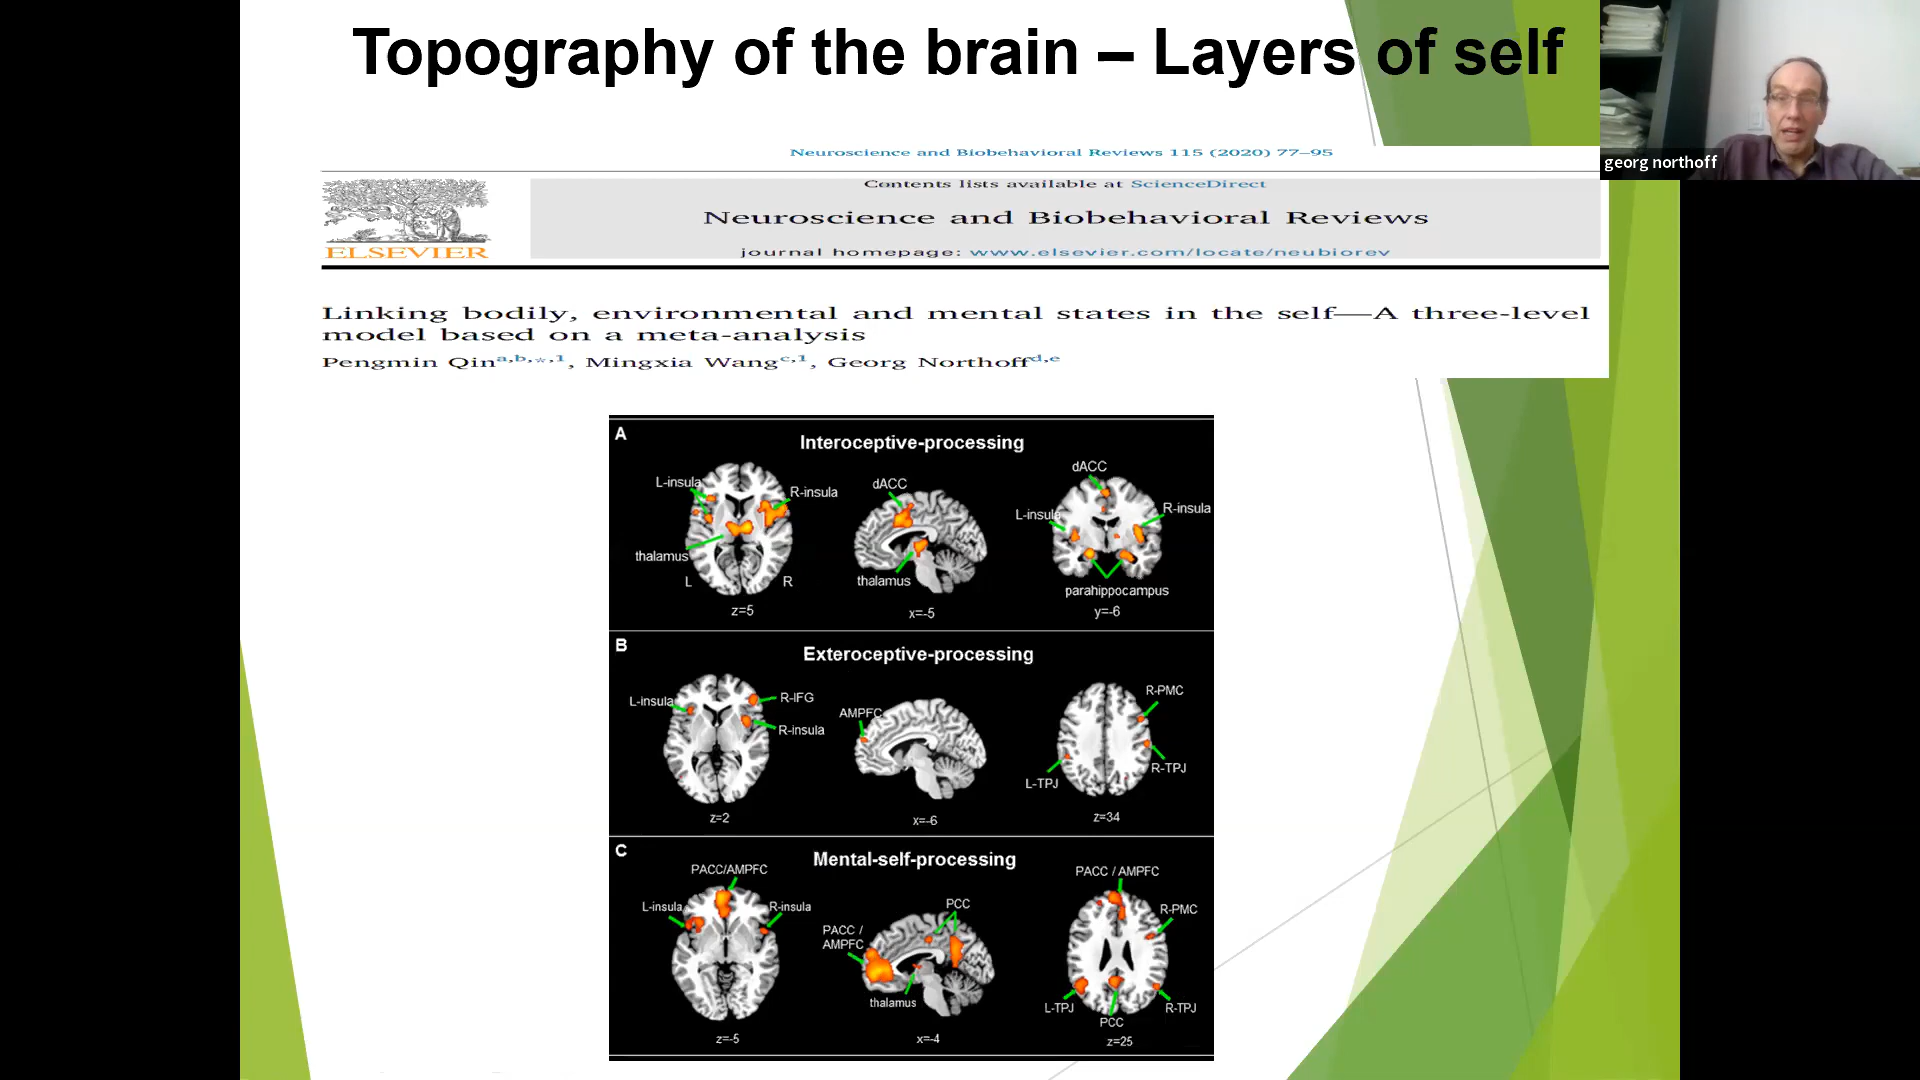 Topography of the brain – Layers of self
georg northoff
Neuroscience and Biobehavioral Reviews 115 (2020) 77–95
Contents lists available at ScienceDirect
Neuroscience and Biobehavioral Reviews
journal homepage: www.elsevier.com/locate/neubiorev
ELSEVIER
Linking bodily, environmental and mental states in the self—A three-level
model based on a meta-analysis
Pengmin Qin a,b,*,1, Mingxia Wang c,1, Georg Northoff d,e
A
Interoceptive-processing
L-insula
R-insula
thalamus
L
R
z=5
dACC
thalamus
x=-5
dACC
L-insula
R-insula
parahippocampus
y=-6
B
Exteroceptive-processing
L-insula
R-IFG
R-insula
z=2
AMPFC
x=-6
R-PMC
L-TPJ
R-TPJ
z=34
C
Mental-self-processing
PACC/AMPFC
L-insula
R-insula
z=-5
PCC
PACC /
AMPFC
thalamus
x=-4
PACC / AMPFC
R-PMC
L-TPJ
R-TPJ
PCC
z=25